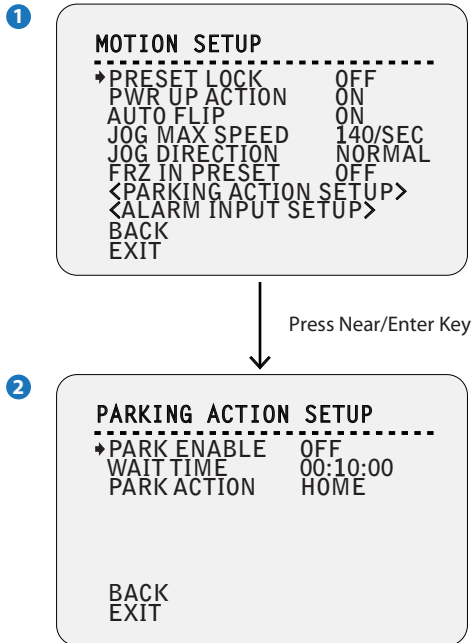 1
MOTION SETUP
PRESET LOCK OFF
PWR UP ACTION ON
AUTO FLIP ON
JOG MAX SPEED 140/SEC
JOG DIRECTION NORMAL
FRZ IN PRESET OFF
<PARKING ACTION SETUP>
<ALARM INPUT SETUP>
BACK
EXIT
Press Near/Enter Key
2
PARKING ACTION SETUP
PARK ENABLE OFF
WAIT TIME 00:10:00
PARK ACTION HOME
BACK
EXIT